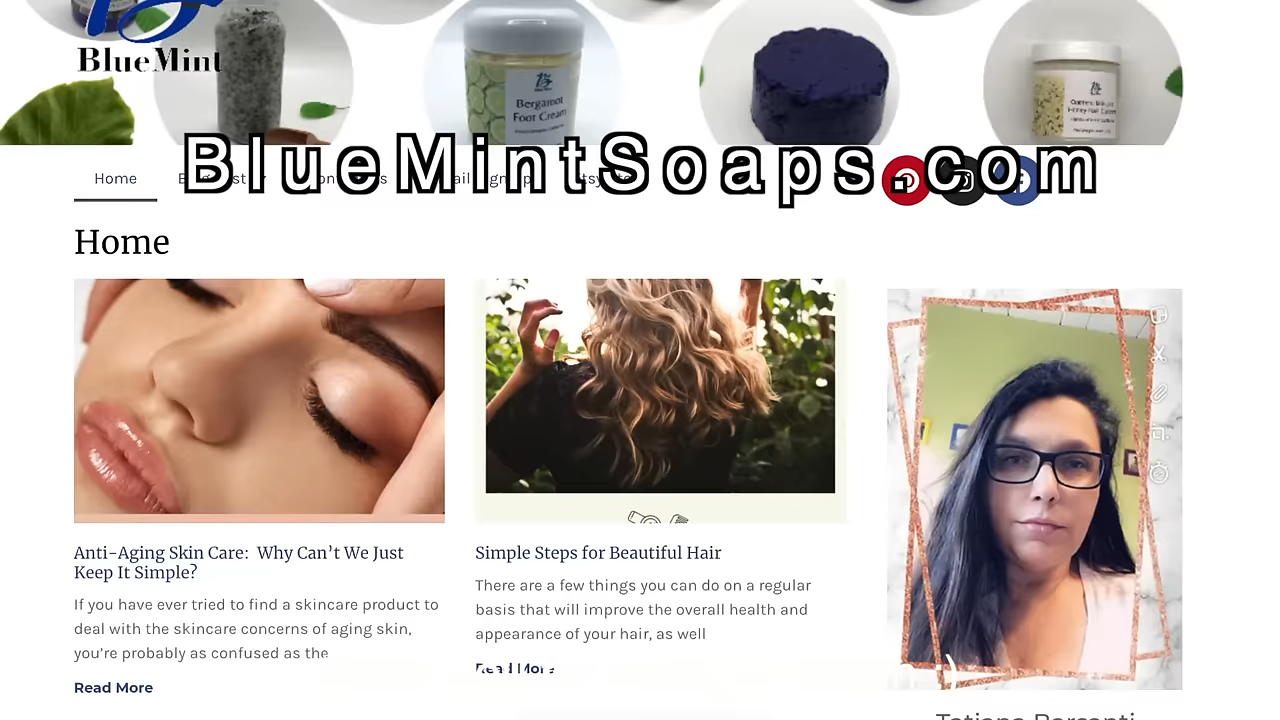 BlueMint
Bergamot
Foot Cream
BlueMintSoaps.com
Home
Home
Anti-Aging Skin Care: Why Can’t We Just
Keep It Simple?
If you have ever tried to find a skincare product to
deal with the skincare concerns of aging skin,
you’re probably as confused as the
Read More
Simple Steps for Beautiful Hair
There are a few things you can do on a regular
basis that will improve the overall health and
appearance of your hair, as well
Read More